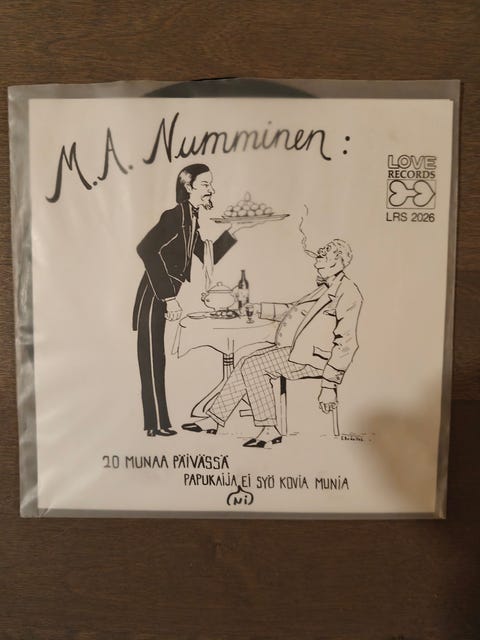 M.A. Numminen:
LOVE
RECORDS
LRS 2026
20 MUNAA PÄIVÄSSÄ
PAPUKAIJA EI SYÖ KOVIA MUNIA
(NI)